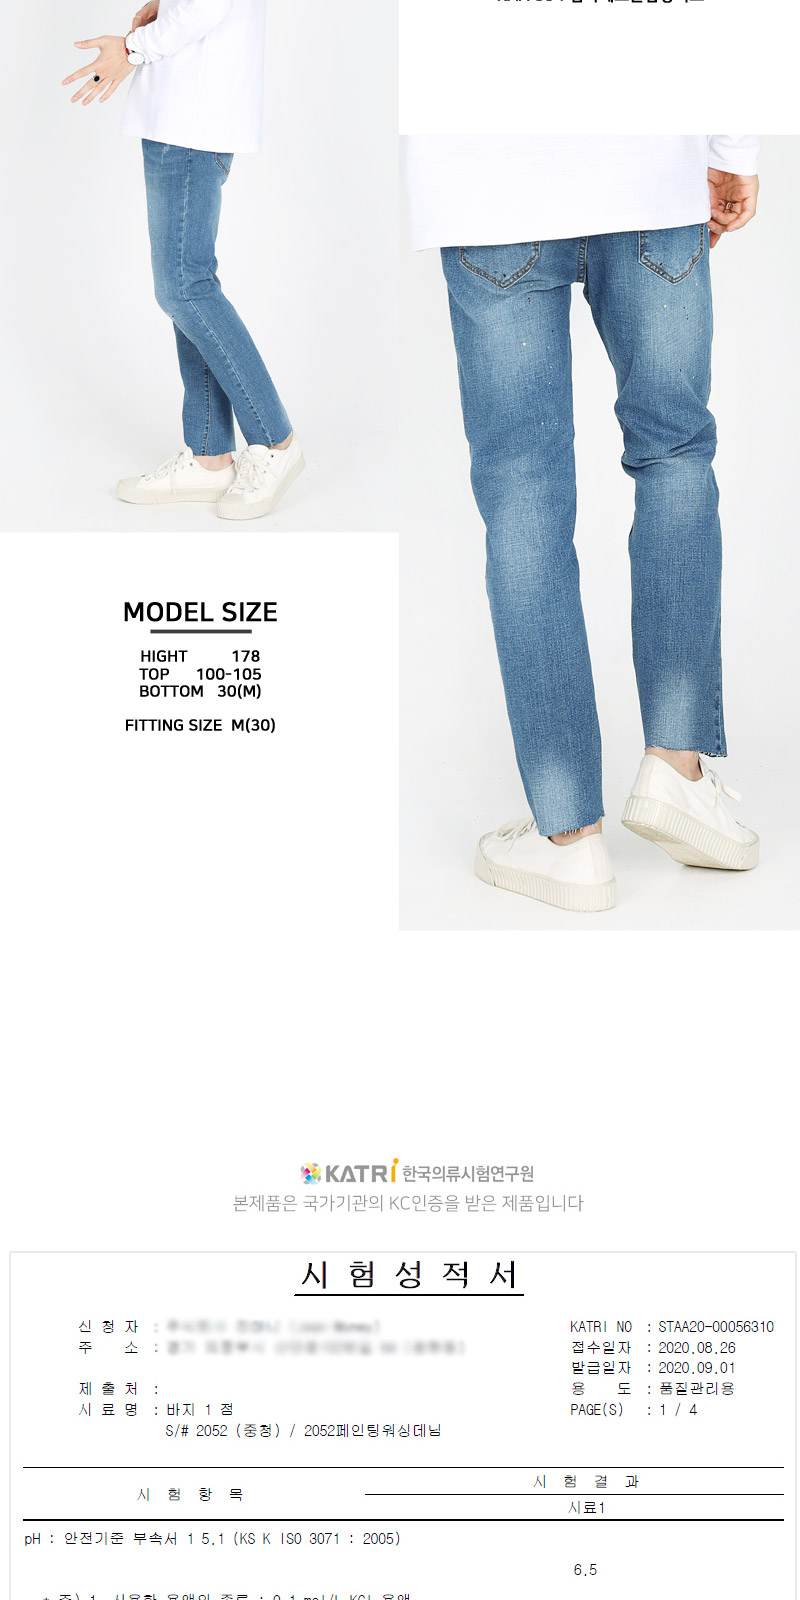 MODEL SIZE
HIGHT 178
TOP 100-105
BOTTOM 30(M)
FITTING SIZE M(30)
KATRi 한국의류시험연구원
본제품은 국가기관의 KC인증을 받은 제품입니다
시 험 성 적 서
신 청 자 :
KATRI NO : STAA20-00056310
주 소 :
접수일자 : 2020.08.26
발급일자 : 2020.09.01
제 출 처 :
용 도 : 품질관리용
시 료 명 : 바지 1 점
PAGE(S) : 1 / 4
S/# 2052 (중청) / 2052페인팅워싱데님
시 험 항 목
시 험 결 과
시료1
pH : 안전기준 부속서 1 5.1 (KS K ISO 3071 : 2005)
6.5